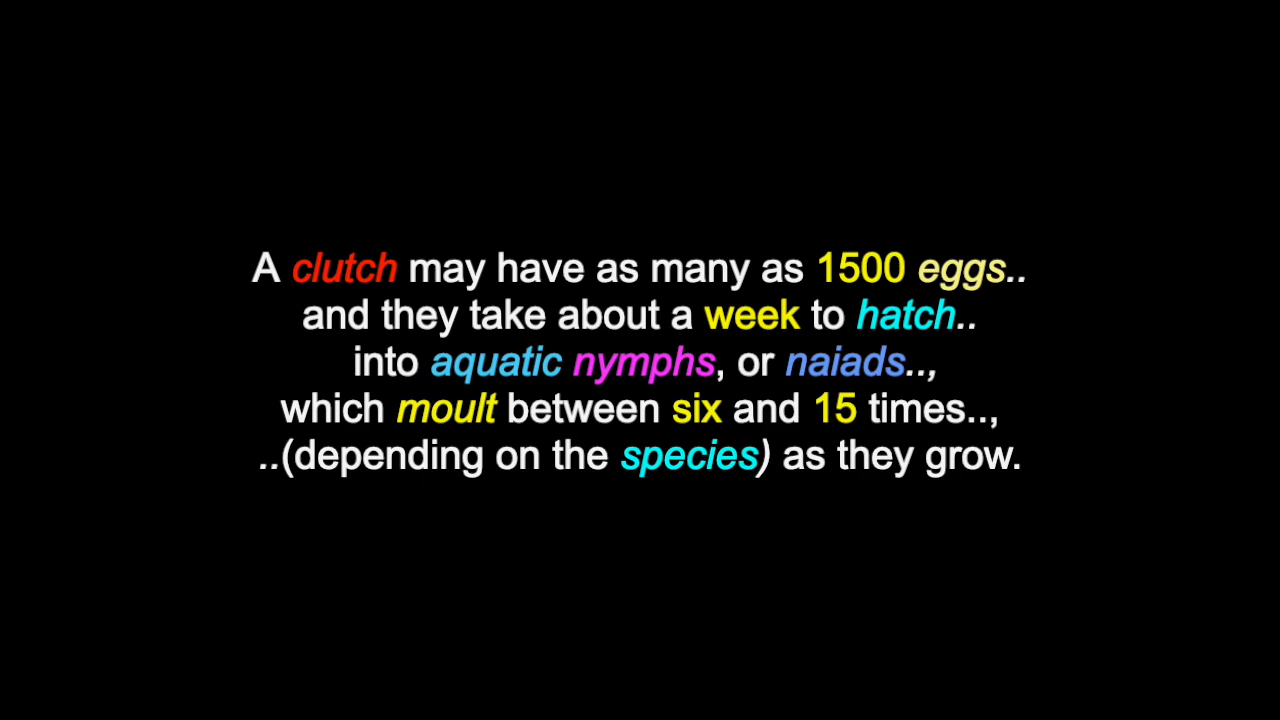 A clutch may have as many as 1500 eggs..
and they take about a week to hatch..
into aquatic nymphs, or naiads..,
which moult between six and 15 times..,
..(depending on the species) as they grow.